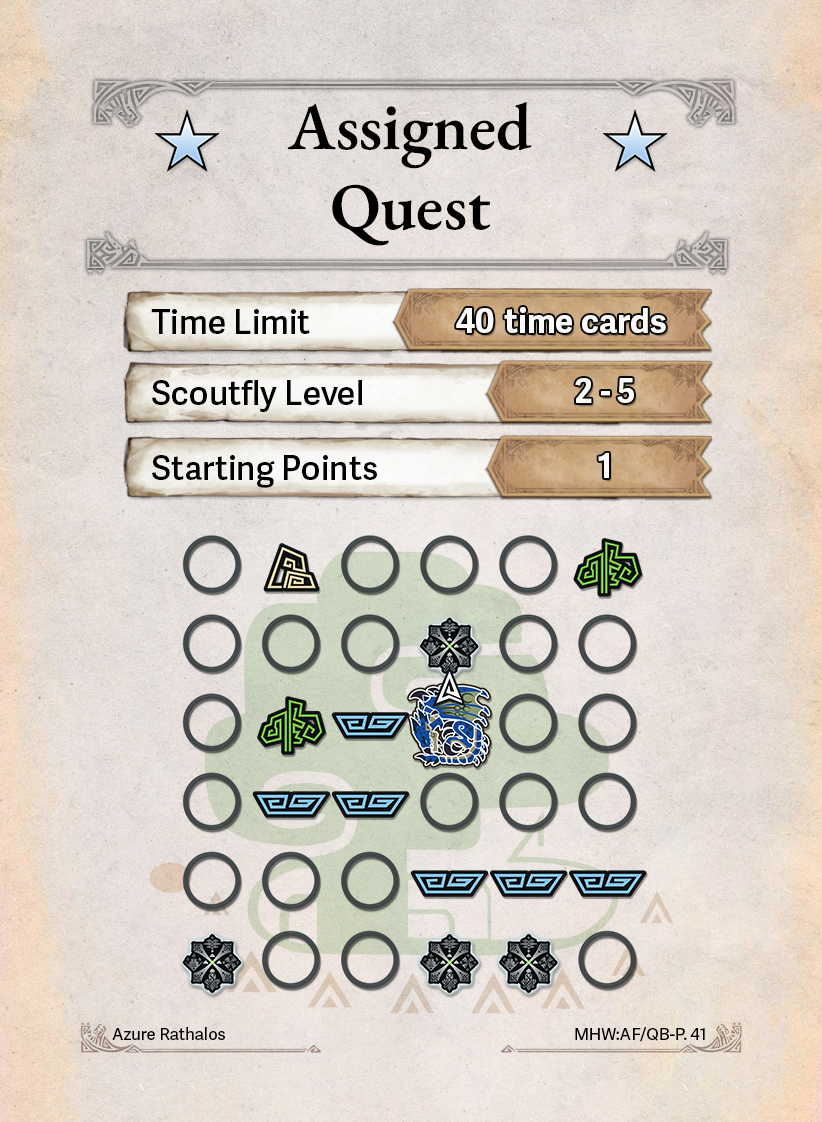 Assigned
Quest
Time Limit
40 time cards
Scoutfly Level
2 - 5
Starting Points
1
Azure Rathalos
MHW:AF/QB-P. 41